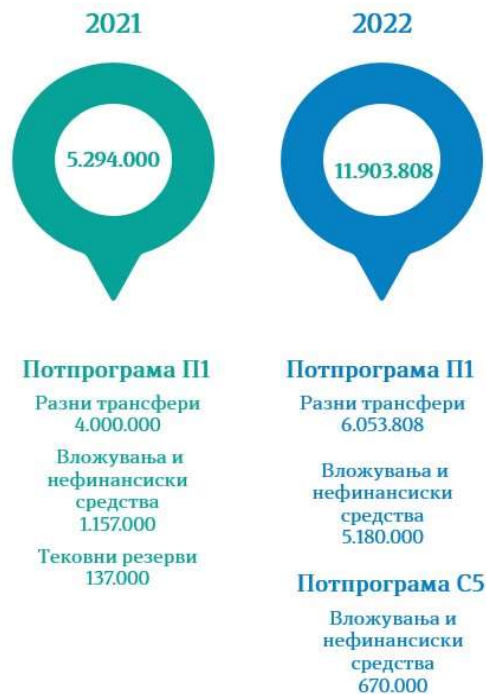 2021
5.294.000
Потпрограма П1
Разни трансфери
4.000.000
Вложувања и
нефинансиски
средства
1.157.000
Тековни резерви
137.000
2022
11.903.808
Потпрограма П1
Разни трансфери
6.053.808
Вложувања и
нефинансиски
средства
5.180.000
Потпрограма С5
Вложувања и
нефинансиски
средства
670.000